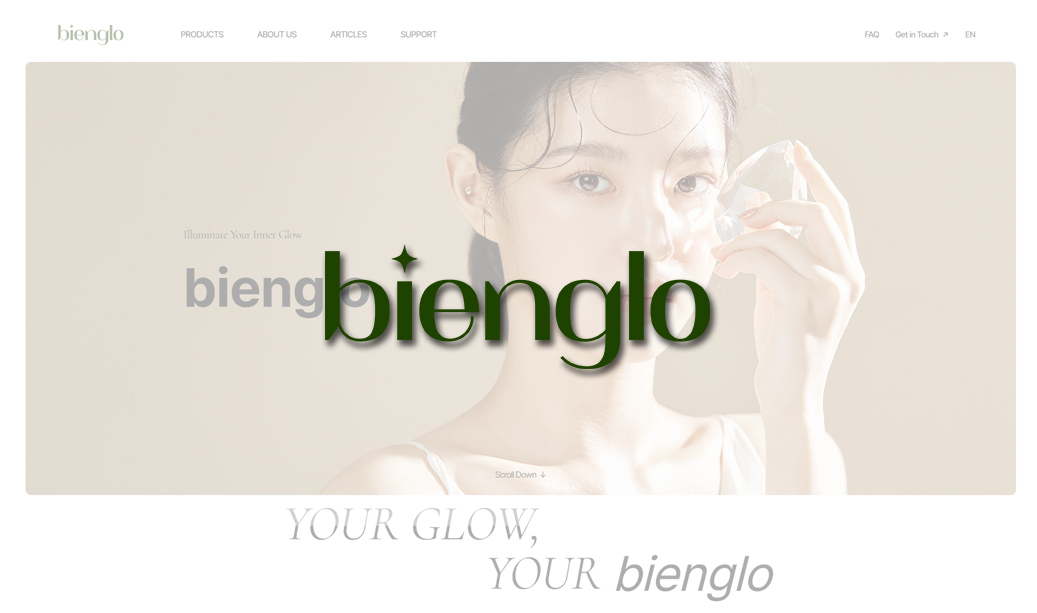 bienglo PRODUCTS ABOUT US ARTICLES SUPPORT FAQ Get in Touch ↗ EN
Illuminate Your Inner Glow
bienglo
bienglo
Scroll Down ↓
YOUR GLOW,
YOUR bienglo